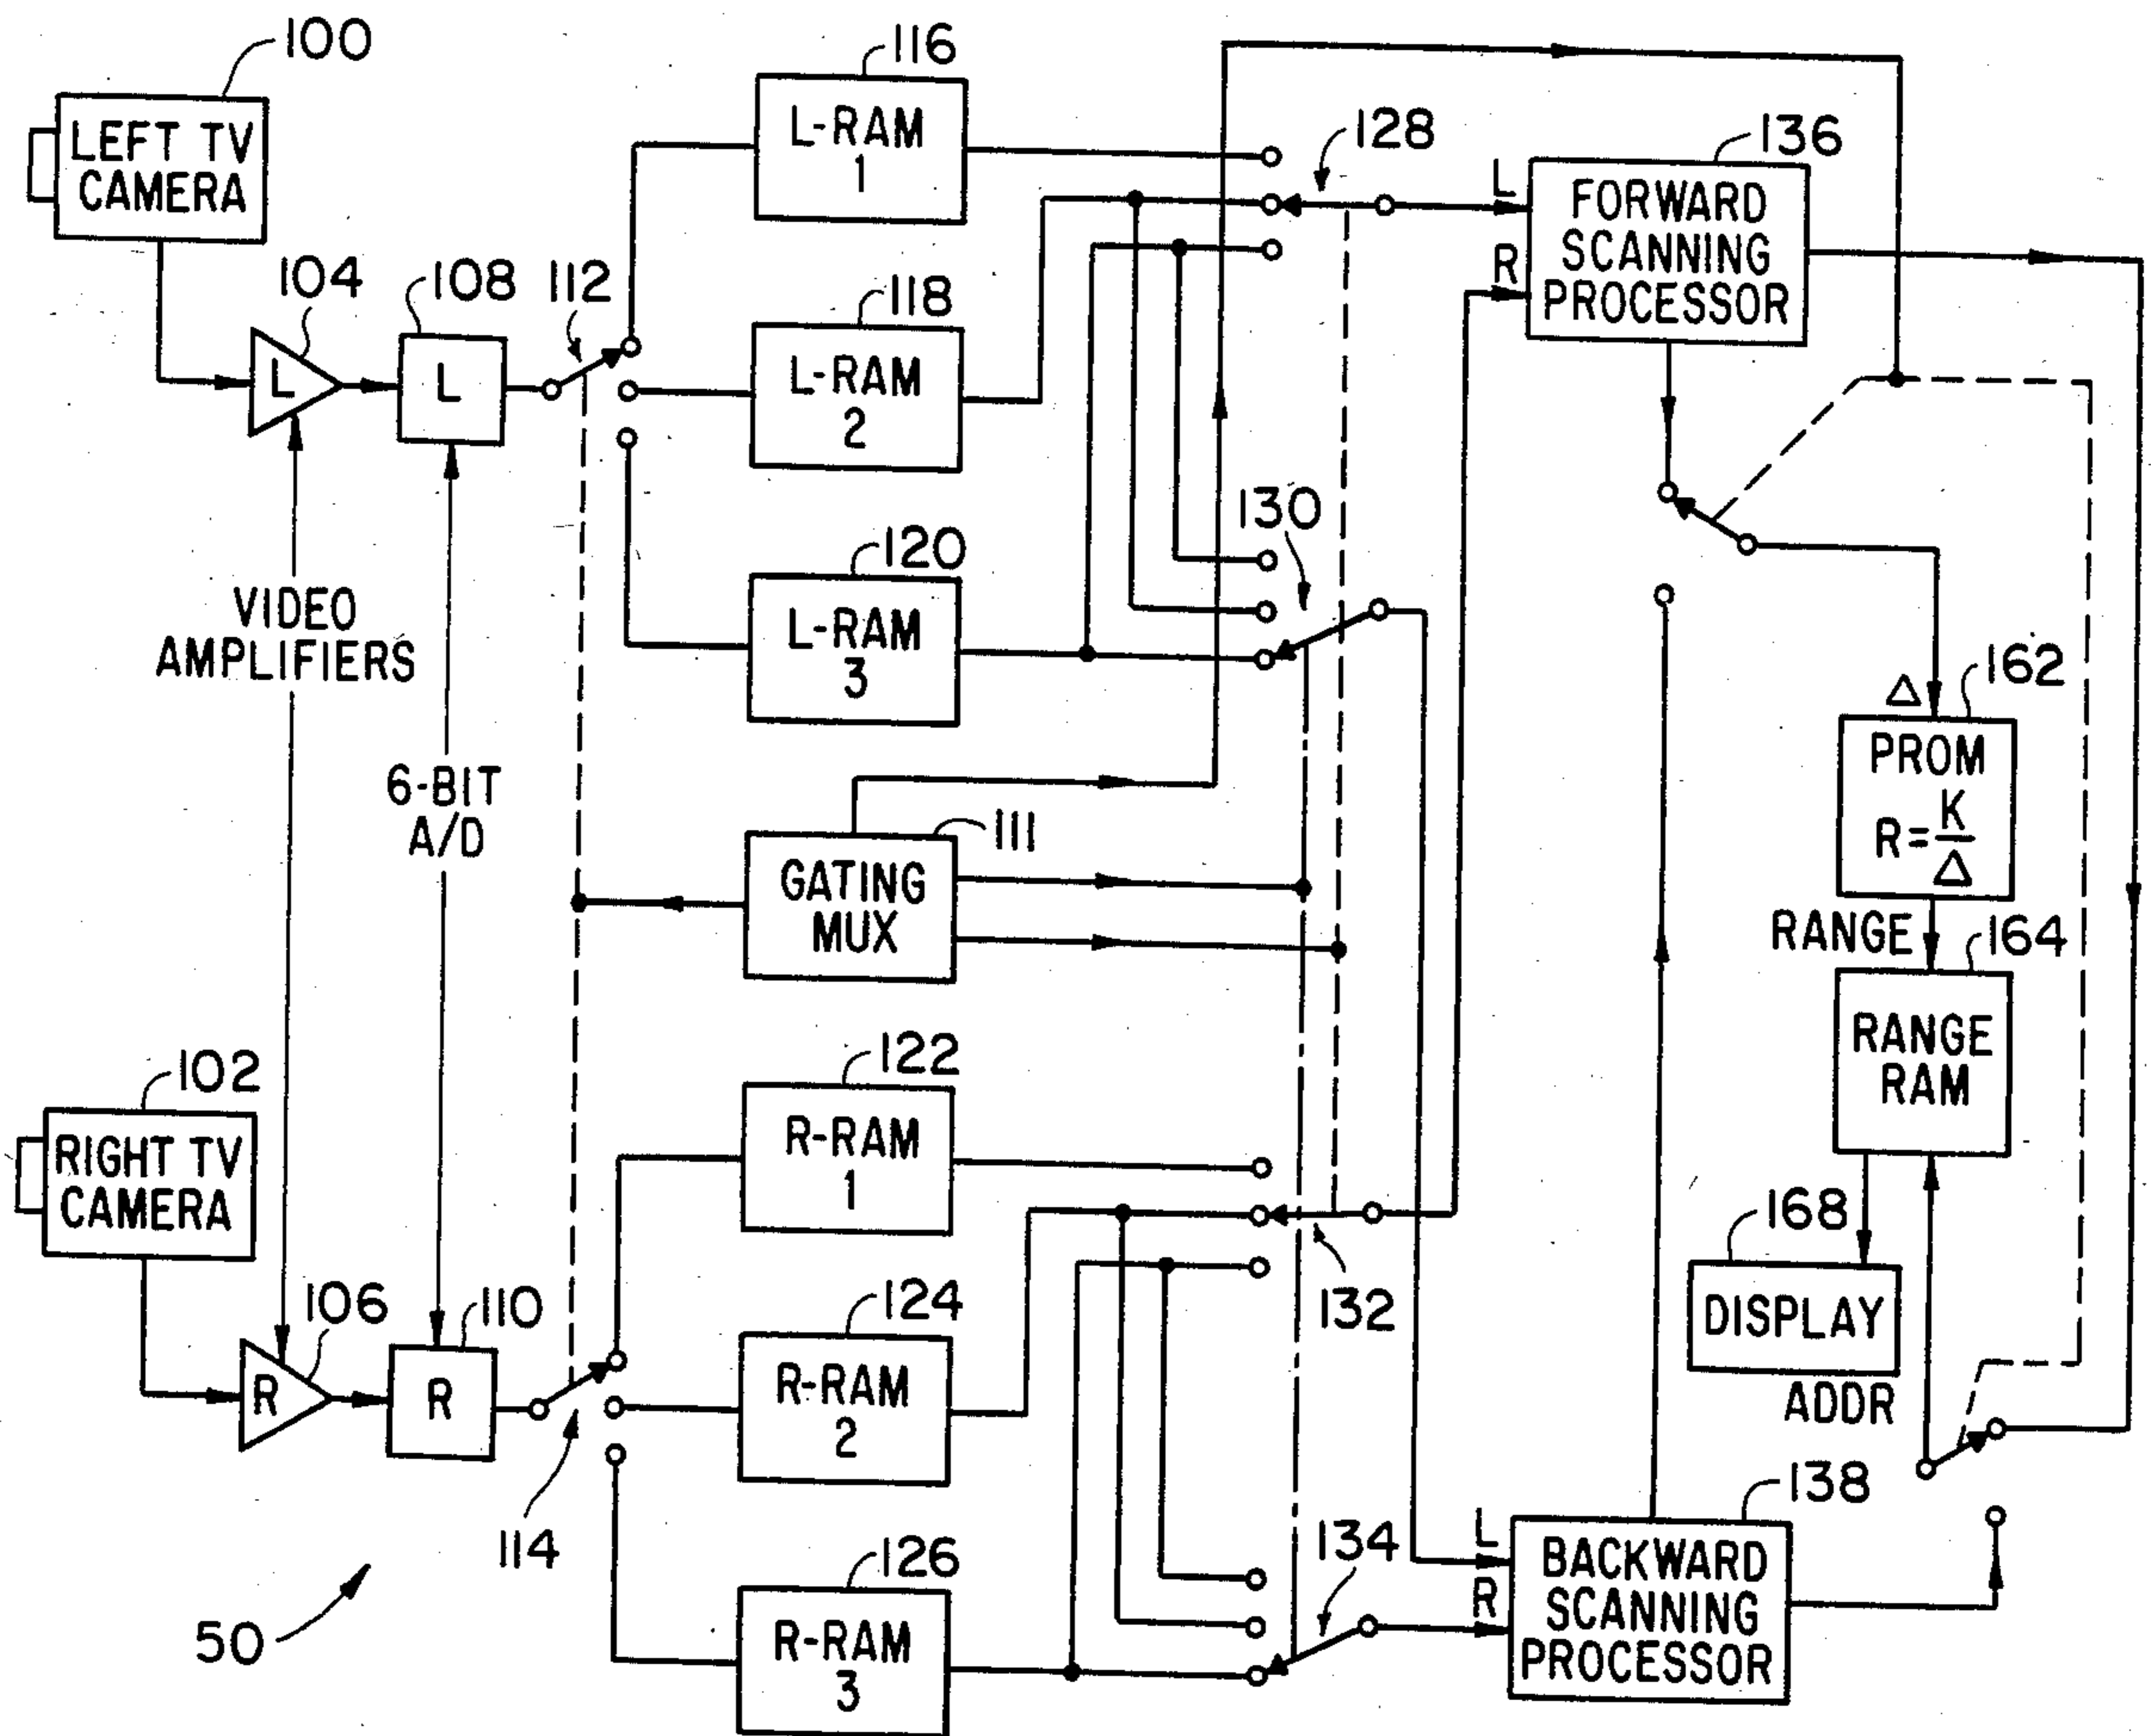 100
LEFT TV
CAMERA
104
L
108
L
112
116
L-RAM
1
118
L-RAM
2
120
L-RAM
3
128
130
136
L
R
FORWARD
SCANNING
PROCESSOR
VIDEO
AMPLIFIERS
6-BIT
A/D
111
GATING
MUX
Δ
162
PROM
R=K/Δ
RANGE
164
RANGE
RAM
168
DISPLAY
ADDR
102
RIGHT TV
CAMERA
106
R
110
R
114
122
R-RAM
1
124
R-RAM
2
126
R-RAM
3
132
134
138
L
R
BACKWARD
SCANNING
PROCESSOR
50